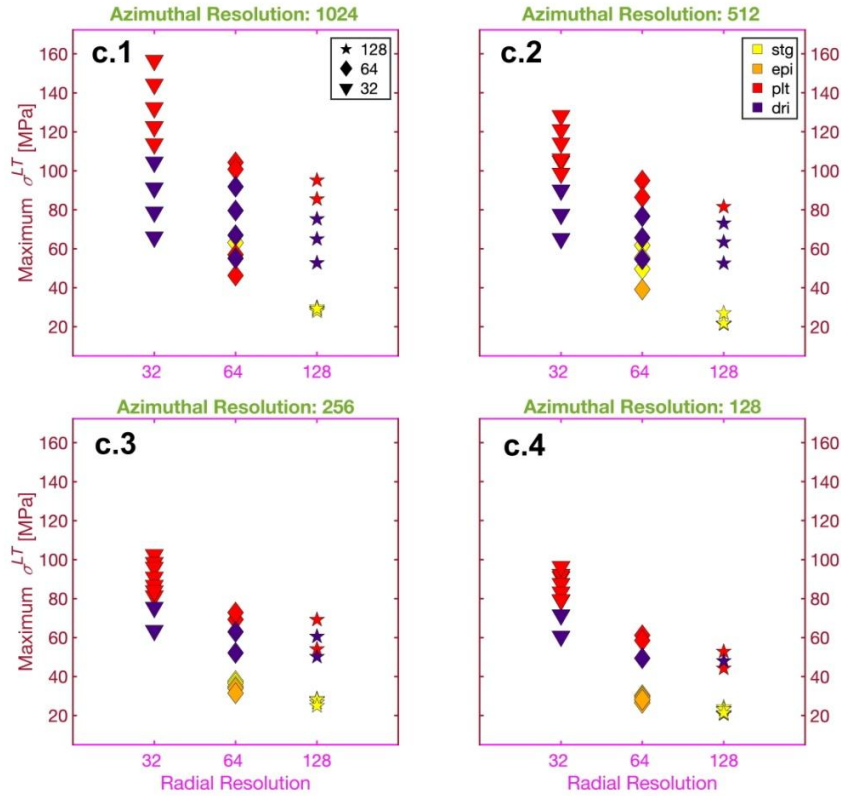 Azimuthal Resolution: 1024
Azimuthal Resolution: 512
c.1
128
64
32
160
140
120
100
80
60
40
20
Maximum σ^LT [MPa]
32
64
128
c.2
stg
epi
plt
dri
160
140
120
100
80
60
40
20
32
64
128
Azimuthal Resolution: 256
Azimuthal Resolution: 128
c.3
160
140
120
100
80
60
40
20
Maximum σ^LT [MPa]
32
64
128
Radial Resolution
c.4
160
140
120
100
80
60
40
20
32
64
128
Radial Resolution